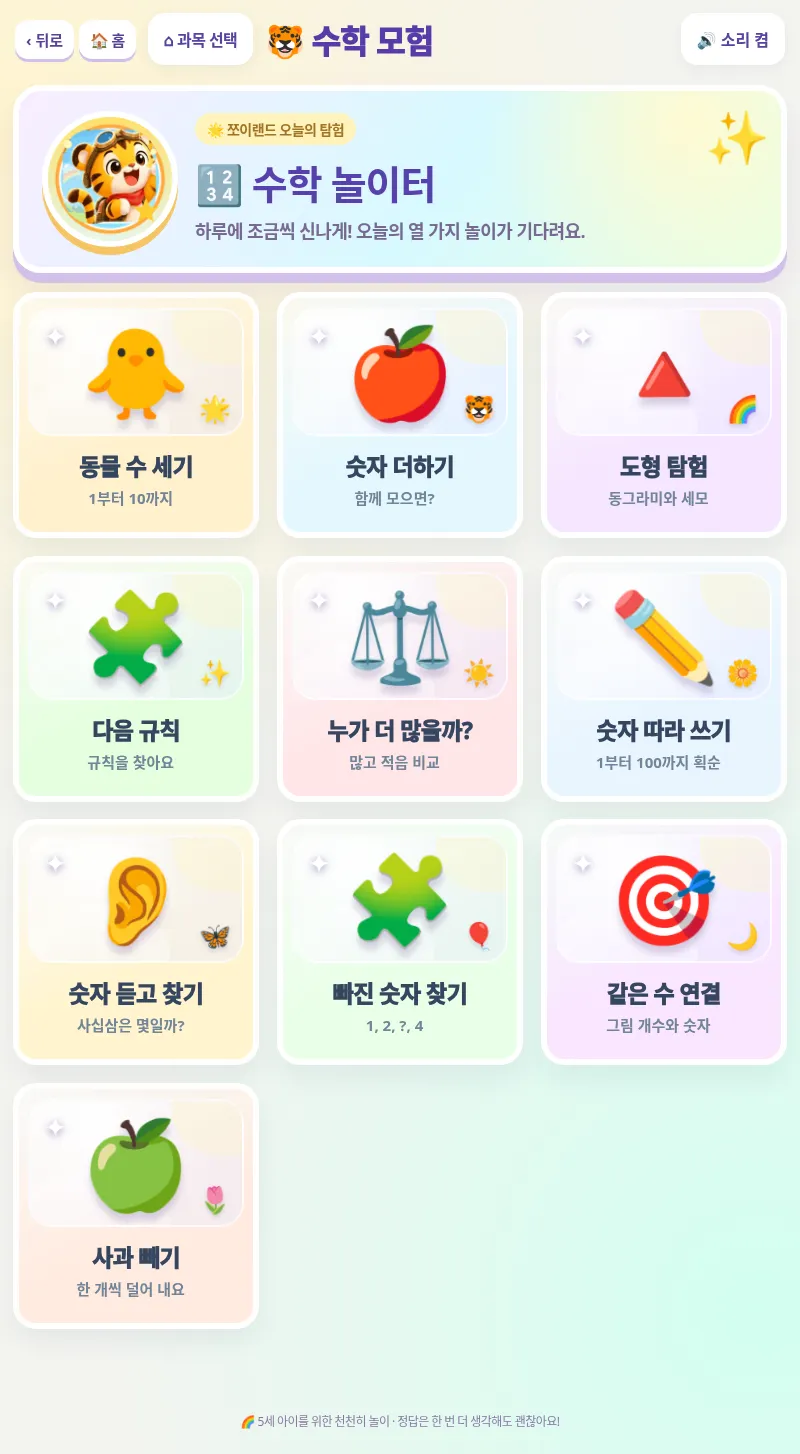 ‹ 뒤로
🏠 홈
⌂ 과목 선택
🐯 수학 모험
🔊 소리 켬
🌟 쪼이랜드 오늘의 탐험
🔢 수학 놀이터
하루에 조금씩 신나게! 오늘의 열 가지 놀이가 기다려요.
동물 수 세기
1부터 10까지
숫자 더하기
함께 모으면?
도형 탐험
동그라미와 세모
다음 규칙
규칙을 찾아요
누가 더 많을까?
많고 적음 비교
숫자 따라 쓰기
1부터 100까지 획순
숫자 듣고 찾기
사십삼은 몇일까?
빠진 숫자 찾기
1, 2, ?, 4
같은 수 연결
그림 개수와 숫자
사과 빼기
한 개씩 덜어 내요
🌈 5세 아이를 위한 천천히 놀이 · 정답은 한 번 더 생각해도 괜찮아요!